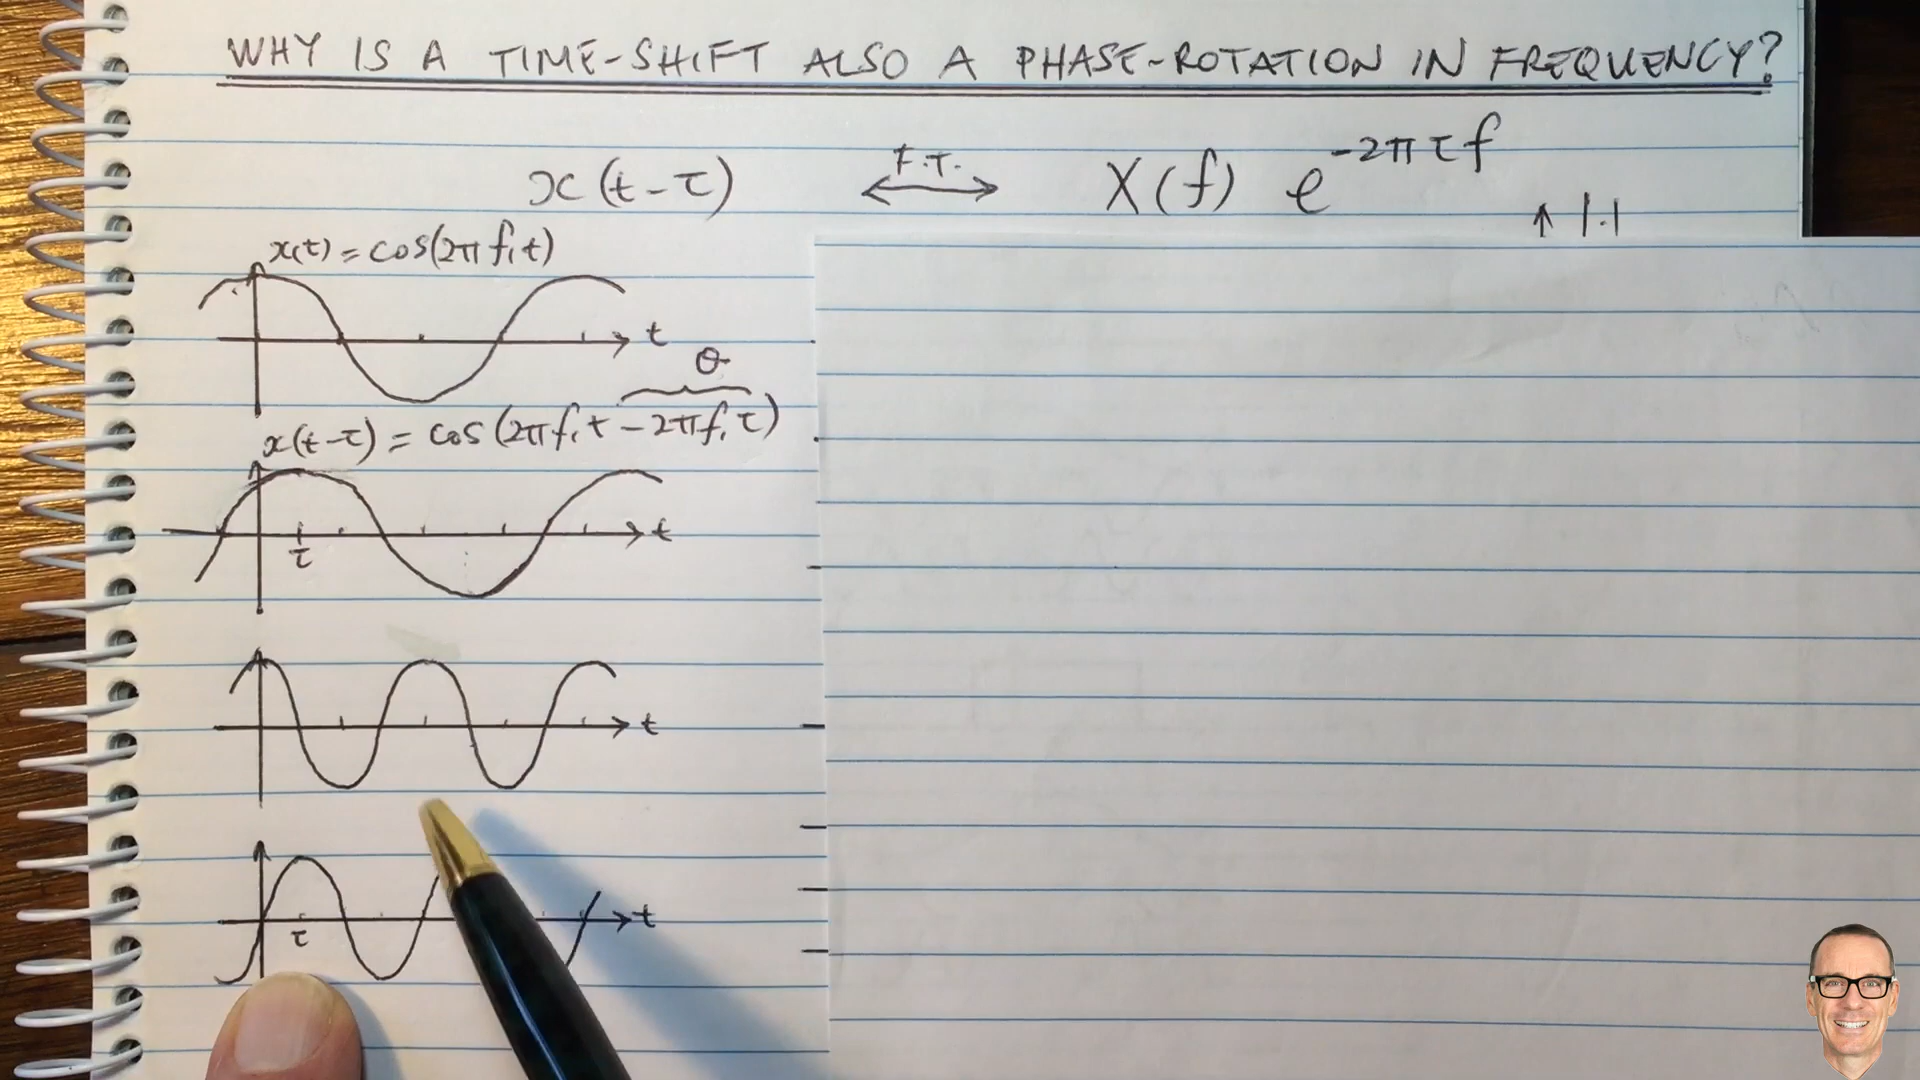 WHY IS A TIME-SHIFT ALSO A PHASE-ROTATION IN FREQUENCY?
x(t-τ) F.T. ↔ X(f) e^{-2πτf}
↑ |.|
x(t) = cos(2πf₁t)
t
θ
x(t-τ) = cos(2πf₁t - 2πf₁τ)
t
τ
t
t
τ